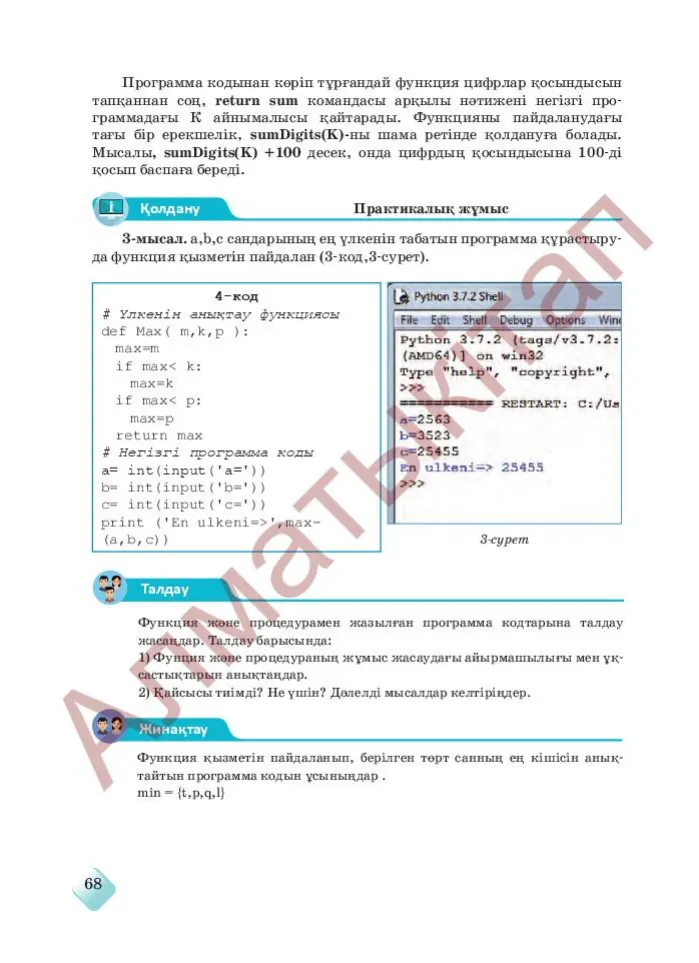 Программа кодынан көріп тұрғандай функция цифрлар қосындысын
тапқаннан соң, return sum командасы арқылы нәтижені негізгі про-
граммадағы К айнымалысы қайтарады. Функцияны пайдаланудағы
тағы бір ерекшелік, sumDigits(K)-ны шама ретінде қолдануға болады.
Мысалы, sumDigits(K) +100 десек, онда цифрдың қосындысына 100-ді
қосып баспаға береді.
Қолдану
Практикалық жұмыс
3-мысал. a,b,c сандарының ең үлкенін табатын программа құрастыру-
да функция қызметін пайдалан (3-код,3-сурет).
4-код
# Үлкенін анықтау функциясы
def Max( m,k,p ):
max=m
if max< k:
max=k
if max< p:
max=p
return max
# Негізгі программа коды
a= int(input('a='))
b= int(input('b='))
c= int(input('c='))
print ('En ulkeni=>',max-
(a,b,c))
Python 3.7.2 Shell
File Edit Shell Debug Options Wind
Python 3.7.2 (tags/v3.7.2:
(AMD64)] on win32
Type "help", "copyright",
>>>
=========== RESTART: C:/Us
a=2563
b=3523
c=25455
En ulkeni=> 25455
>>>
3-сурет
Талдау
Функция және процедурамен жазылған программа кодтарына талдау
жасаңдар. Талдау барысында:
1) Фунция және процедураның жұмыс жасаудағы айырмашылығы мен ұқ-
састықтарын анықтаңдар.
2) Қайсысы тиімді? Не үшін? Дәлелді мысалдар келтіріңдер.
Жинақтау
Функция қызметін пайдаланып, берілген төрт санның ең кішісін анық-
тайтын программа кодын ұсыныңдар .
min = {t,p,q,l}
68
Алматыкітап